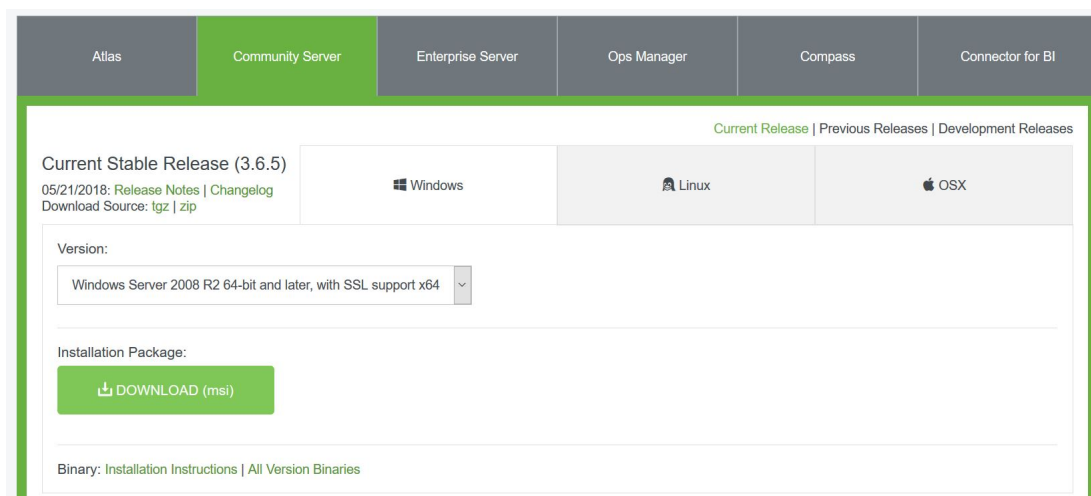 Atlas
Community Server
Enterprise Server
Ops Manager
Compass
Connector for BI
Current Release | Previous Releases | Development Releases
Current Stable Release (3.6.5)
05/21/2018: Release Notes | Changelog
Download Source: tgz | zip
Windows
Linux
OSX
Version:
Windows Server 2008 R2 64-bit and later, with SSL support x64
Installation Package:
DOWNLOAD (msi)
Binary: Installation Instructions | All Version Binaries